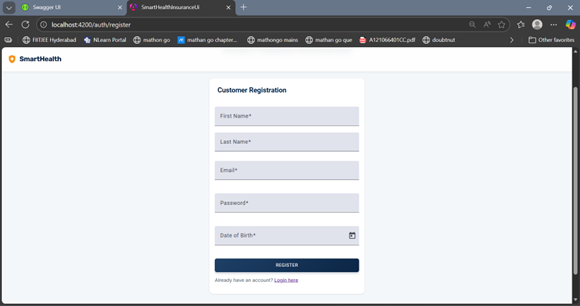 Swagger UI
SmartHealthInsuranceUi
localhost:4200/auth/register
FIITJEE Hyderabad
NLearn Portal
mathon go
mathan go chapter...
mathongo mains
mathan go que
A1210664D1CC.pdf
doubtnut
Other favorites
SmartHealth
Customer Registration
First Name*
Last Name*
Email*
Password*
Date of Birth*
REGISTER
Already have an account? Login here